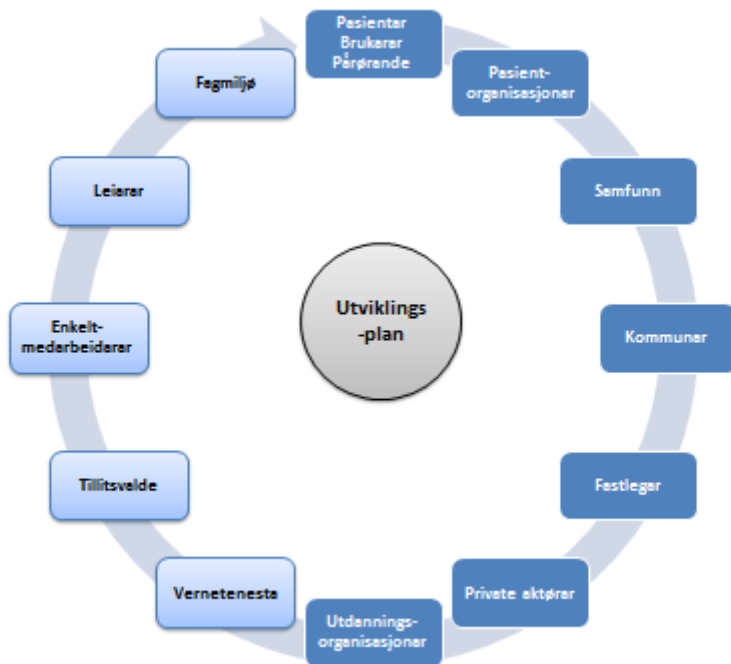 Pasientar
Brukarar
Pårørande
Pasient-
organisasjonar
Samfunn
Kommunar
Fastlegar
Private aktørar
Utdannings-
organisasjonar
Vernetenesta
Tillitsvalde
Enkelt-
medarbeidarar
Leiarar
Fagmiljø
Utviklings
-plan